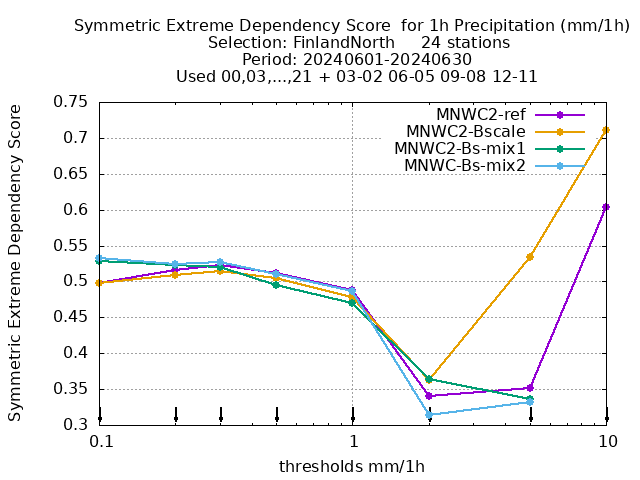 Symmetric Extreme Dependency Score  for 1h Precipitation (mm/1h)
Selection: FinlandNorth     24 stations
Period: 20240601-20240630
Used 00,03,...,21 + 03-02 06-05 09-08 12-11
Symmetric Extreme Dependency Score
0.75
0.7
0.65
0.6
0.55
0.5
0.45
0.4
0.35
0.3
MNWC2-ref
MNWC2-Bscale
MNWC2-Bs-mix1
MNWC-Bs-mix2
0.1 1 10
thresholds mm/1h